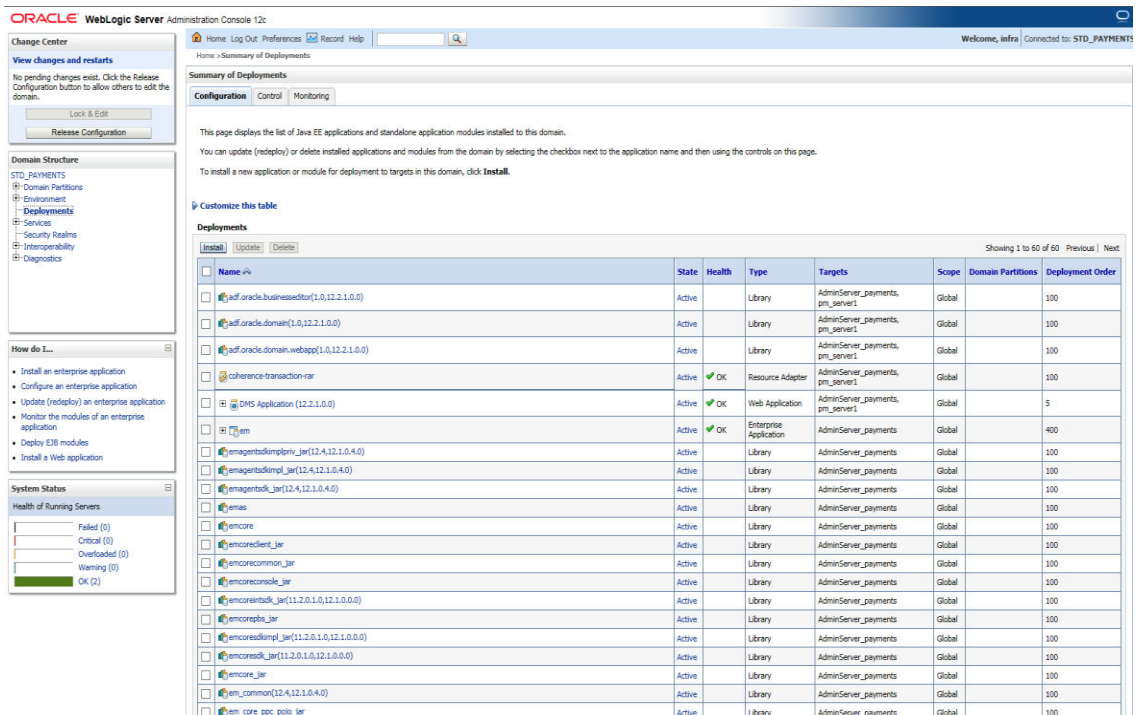 ORACLE WebLogic Server Administration Console 12c
Change Center
View changes and restarts
No pending changes exist. Click the Release
Configuration button to allow others to edit the
domain.
Lock & Edit
Release Configuration
Domain Structure
STD_PAYMENTS
Domain Partitions
Environment
Deployments
Services
Security Realms
Interoperability
Diagnostics
How do I...
Install an enterprise application
Configure an enterprise application
Update (redeploy) an enterprise application
Monitor the modules of an enterprise
application
Deploy EJB modules
Install a Web application
System Status
Health of Running Servers
Failed (0)
Critical (0)
Overloaded (0)
Warning (0)
OK (2)
Home Log Out Preferences Record Help
Welcome, infra Connected to: STD_PAYMENTS
Home >Summary of Deployments
Summary of Deployments
Configuration Control Monitoring
This page displays the list of Java EE applications and standalone application modules installed to this domain.
You can update (redeploy) or delete installed applications and modules from the domain by selecting the checkbox next to the application name and then using the controls on this page.
To install a new application or module for deployment to targets in this domain, click Install.
Customize this table
Deployments
Install Update Delete Showing 1 to 60 of 60 Previous | Next
Name State Health Type Targets Scope Domain Partitions Deployment Order
adf.oracle.businesseditor(1.0,12.2.1.0.0) Active Library AdminServer_payments, pm_server1 Global 100
adf.oracle.domain(1.0,12.2.1.0.0) Active Library AdminServer_payments, pm_server1 Global 100
adf.oracle.domain.webapp(1.0,12.2.1.0.0) Active Library AdminServer_payments, pm_server1 Global 100
coherence-transaction-rar Active OK Resource Adapter AdminServer_payments, pm_server1 Global 100
DMS Application (12.2.1.0.0) Active OK Web Application AdminServer_payments, pm_server1 Global 5
em Active OK Enterprise Application AdminServer_payments Global 400
emagentsdkimplpriv_jar(12.4,12.1.0.4.0) Active Library AdminServer_payments Global 100
emagentsdkimpl_jar(12.4,12.1.0.4.0) Active Library AdminServer_payments Global 100
emagentsdk_jar(12.4,12.1.0.4.0) Active Library AdminServer_payments Global 100
emas Active Library AdminServer_payments Global 100
emcore Active Library AdminServer_payments Global 100
emcoreclient_jar Active Library AdminServer_payments Global 100
emcorecommon_jar Active Library AdminServer_payments Global 100
emcoreconsole_jar Active Library AdminServer_payments Global 100
emcoreintsdk_jar(11.2.0.1.0,12.1.0.0.0) Active Library AdminServer_payments Global 100
emcorepbs_jar Active Library AdminServer_payments Global 100
emcoresdkimpl_jar(11.2.0.1.0,12.1.0.0.0) Active Library AdminServer_payments Global 100
emcoresdk_jar(11.2.0.1.0,12.1.0.0.0) Active Library AdminServer_payments Global 100
emcore_jar Active Library AdminServer_payments Global 100
em_common(12.4,12.1.0.4.0) Active Library AdminServer_payments Global 100
em_core_ppc_pojo_jar Active Library AdminServer_payments Global 100